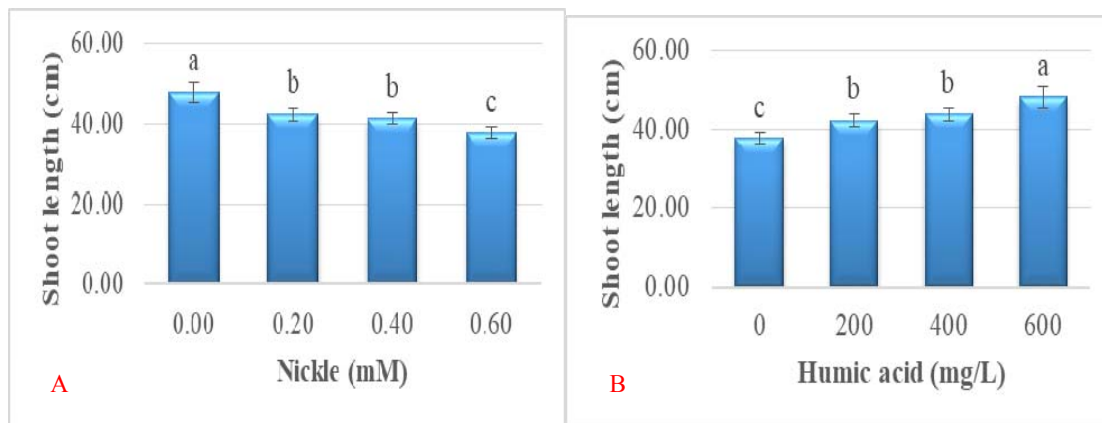 60.00
40.00
20.00
0.00
Shoot length (cm)
a
b
b
c
0.00 0.20 0.40 0.60
Nickle (mM)
A
60.00
40.00
20.00
0.00
Shoot length (cm)
c
b
b
a
0 200 400 600
Humic acid (mg/L)
B